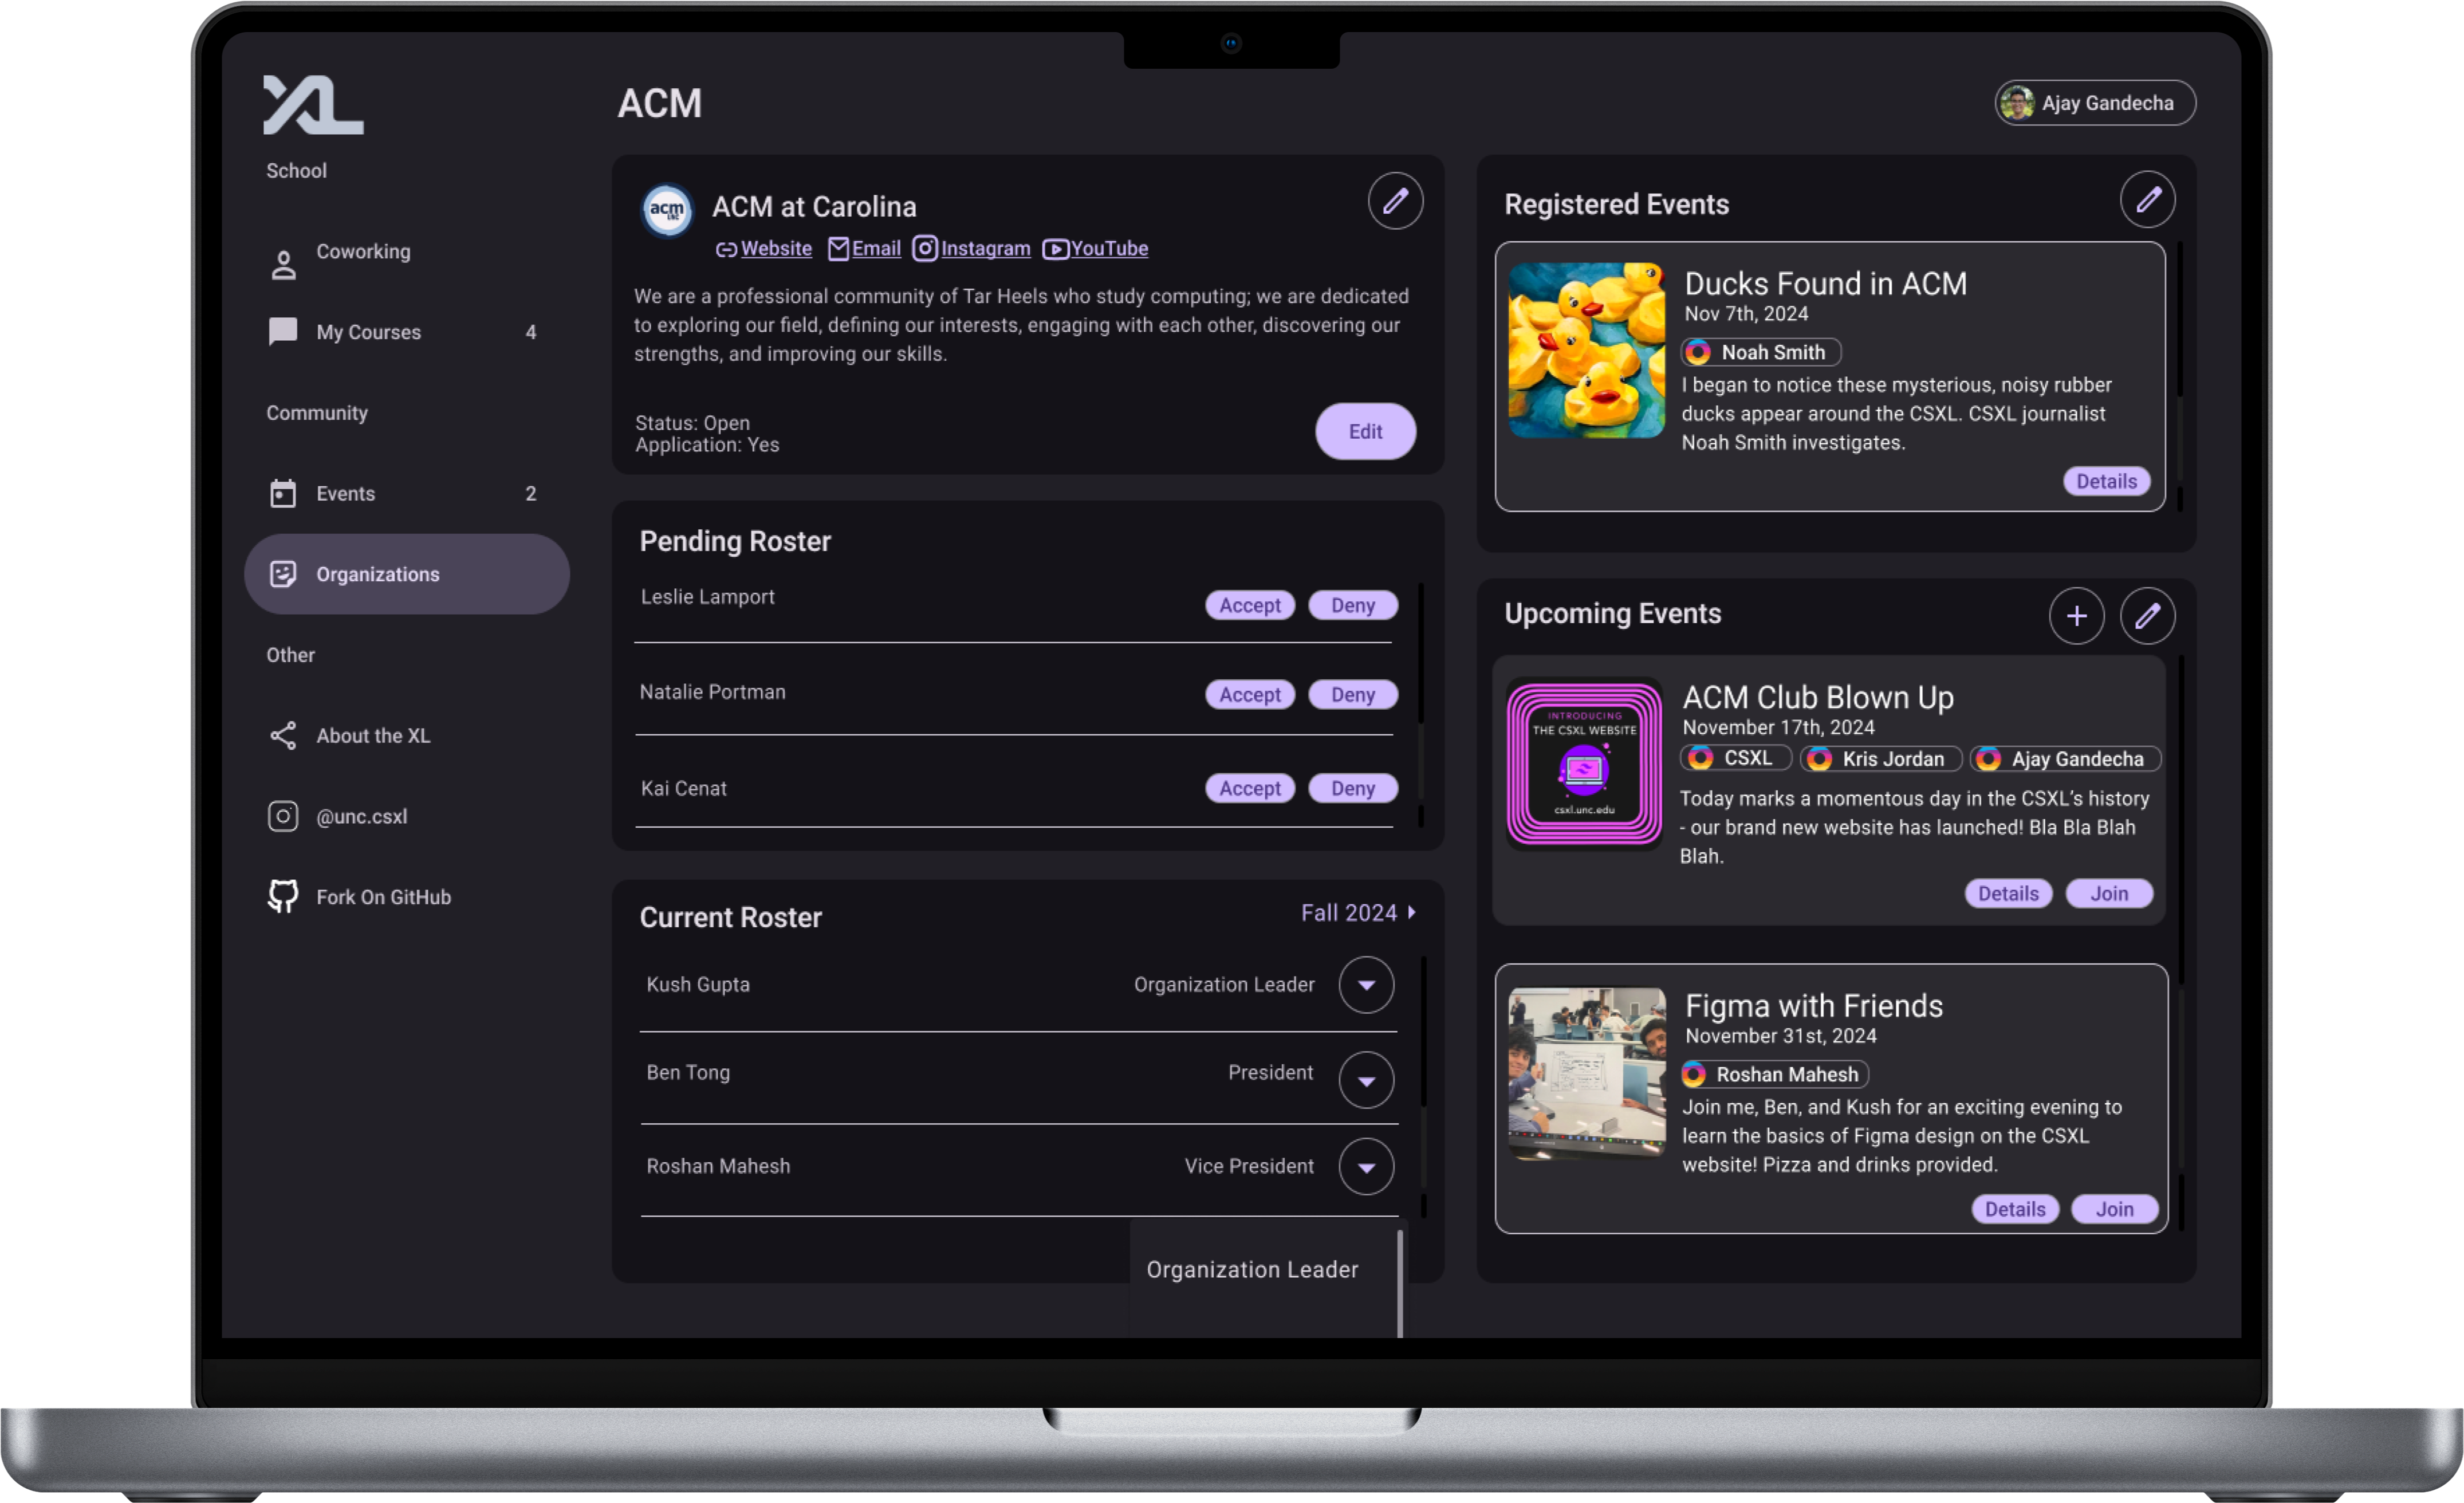 XL
School
Coworking
My Courses 4
Community
Events 2
Organizations
Other
About the XL
@unc.csxl
Fork On GitHub
ACM
Ajay Gandecha
acm
UNC
ACM at Carolina
Website Email Instagram YouTube
We are a professional community of Tar Heels who study computing; we are dedicated
to exploring our field, defining our interests, engaging with each other, discovering our
strengths, and improving our skills.
Status: Open
Application: Yes
Edit
Pending Roster
Leslie Lamport Accept Deny
Natalie Portman Accept Deny
Kai Cenat Accept Deny
Current Roster Fall 2024
Kush Gupta Organization Leader
Ben Tong President
Roshan Mahesh Vice President
Organization Leader
Registered Events
Ducks Found in ACM
Nov 7th, 2024
Noah Smith
I began to notice these mysterious, noisy rubber
ducks appear around the CSXL. CSXL journalist
Noah Smith investigates.
Details
Upcoming Events
INTRODUCING
THE CSXL WEBSITE
csxl.unc.edu
ACM Club Blown Up
November 17th, 2024
CSXL Kris Jordan Ajay Gandecha
Today marks a momentous day in the CSXL’s history
- our brand new website has launched! Bla Bla Blah
Blah.
Details Join
Figma with Friends
November 31st, 2024
Roshan Mahesh
Join me, Ben, and Kush for an exciting evening to
learn the basics of Figma design on the CSXL
website! Pizza and drinks provided.
Details Join